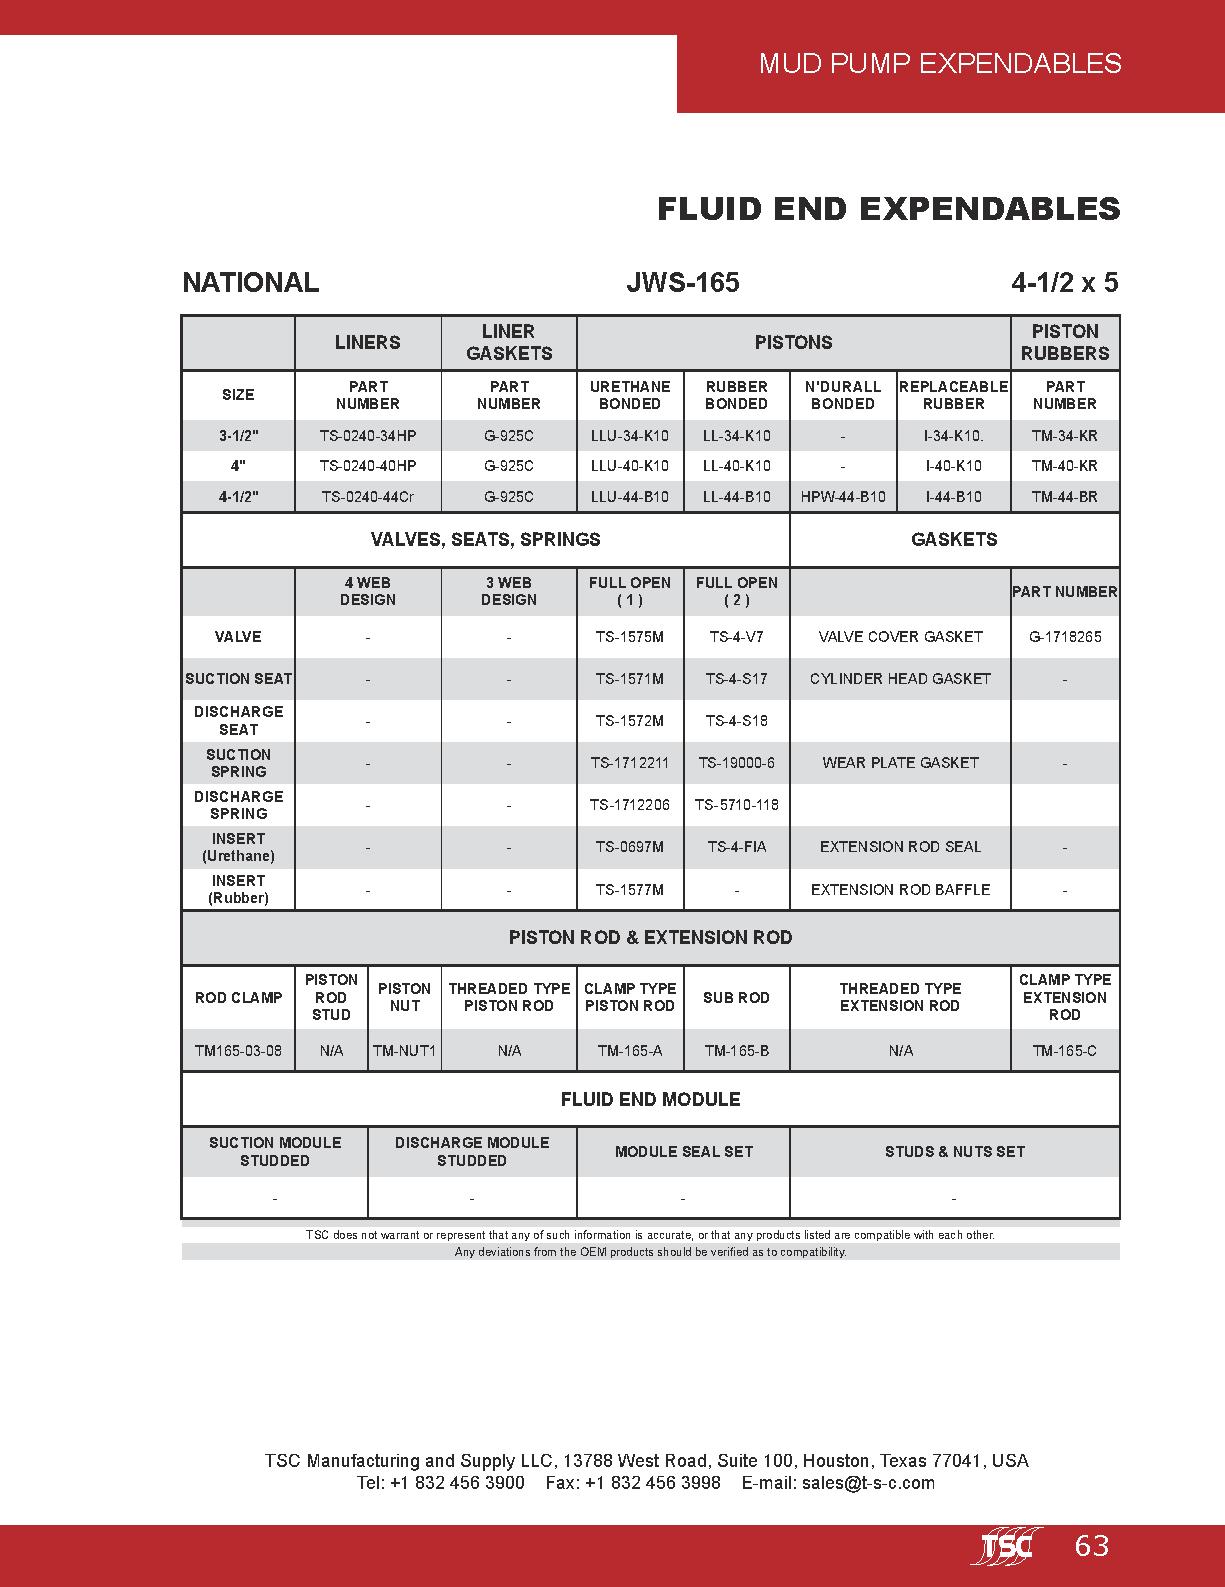 MUD PUMP EXPENDABLES
FLUID END EXPENDABLES
NATIONAL JWS-165 4-1/2 x 5
LINERS LINER GASKETS PISTONS PISTON RUBBERS
SIZE PART NUMBER PART NUMBER URETHANE BONDED RUBBER BONDED N'DURALL BONDED REPLACEABLE RUBBER PART NUMBER
3-1/2" TS-0240-34HP G-925C LLU-34-K10 LL-34-K10 - I-34-K10. TM-34-KR
4" TS-0240-40HP G-925C LLU-40-K10 LL-40-K10 - I-40-K10 TM-40-KR
4-1/2" TS-0240-44Cr G-925C LLU-44-B10 LL-44-B10 HPW-44-B10 I-44-B10 TM-44-BR
VALVES, SEATS, SPRINGS GASKETS
4 WEB DESIGN 3 WEB DESIGN FULL OPEN ( 1 ) FULL OPEN ( 2 ) PART NUMBER
VALVE - - TS-1575M TS-4-V7 VALVE COVER GASKET G-1718265
SUCTION SEAT - - TS-1571M TS-4-S17 CYLINDER HEAD GASKET -
DISCHARGE SEAT - - TS-1572M TS-4-S18
SUCTION SPRING - - TS-1712211 TS-19000-6 WEAR PLATE GASKET -
DISCHARGE SPRING - - TS-1712206 TS-5710-118
INSERT (Urethane) - - TS-0697M TS-4-FIA EXTENSION ROD SEAL -
INSERT (Rubber) - - TS-1577M - EXTENSION ROD BAFFLE -
PISTON ROD & EXTENSION ROD
ROD CLAMP PISTON ROD STUD PISTON NUT THREADED TYPE PISTON ROD CLAMP TYPE PISTON ROD SUB ROD THREADED TYPE EXTENSION ROD CLAMP TYPE EXTENSION ROD
TM165-03-08 N/A TM-NUT1 N/A TM-165-A TM-165-B N/A TM-165-C
FLUID END MODULE
SUCTION MODULE STUDDED DISCHARGE MODULE STUDDED MODULE SEAL SET STUDS & NUTS SET
- - - -
TSC does not warrant or represent that any of such information is accurate, or that any products listed are compatible with each other.
Any deviations from the OEM products should be verified as to compatibility.
TSC Manufacturing and Supply LLC, 13788 West Road, Suite 100, Houston, Texas 77041, USA
Tel: +1 832 456 3900 Fax: +1 832 456 3998 E-mail: sales@t-s-c.com
TSC 63